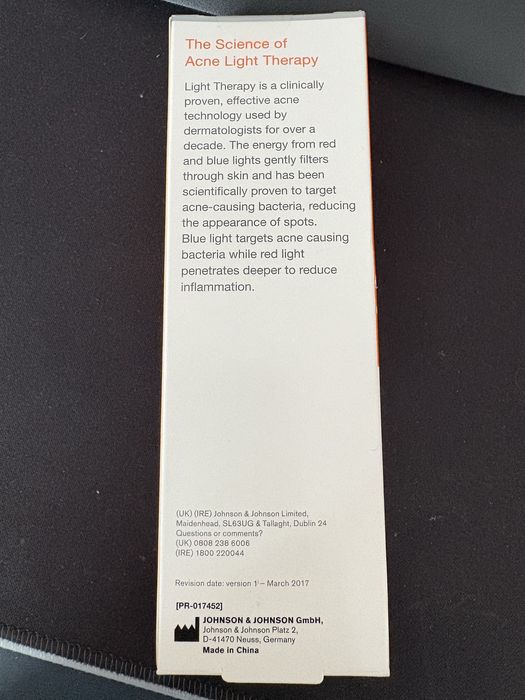 The Science of
Acne Light Therapy
Light Therapy is a clinically
proven, effective acne
technology used by
dermatologists for over a
decade. The energy from red
and blue lights gently filters
through skin and has been
scientifically proven to target
acne-causing bacteria, reducing
the appearance of spots.
Blue light targets acne causing
bacteria while red light
penetrates deeper to reduce
inflammation.
(UK) (IRE) Johnson & Johnson Limited,
Maidenhead, SL63UG & Tallaght, Dublin 24
Questions or comments?
(UK) 0808 238 6006
(IRE) 1800 220044
Revision date: version 1 – March 2017
[PR-017452]
JOHNSON & JOHNSON GmbH,
Johnson & Johnson Platz 2,
D-41470 Neuss, Germany
Made in China